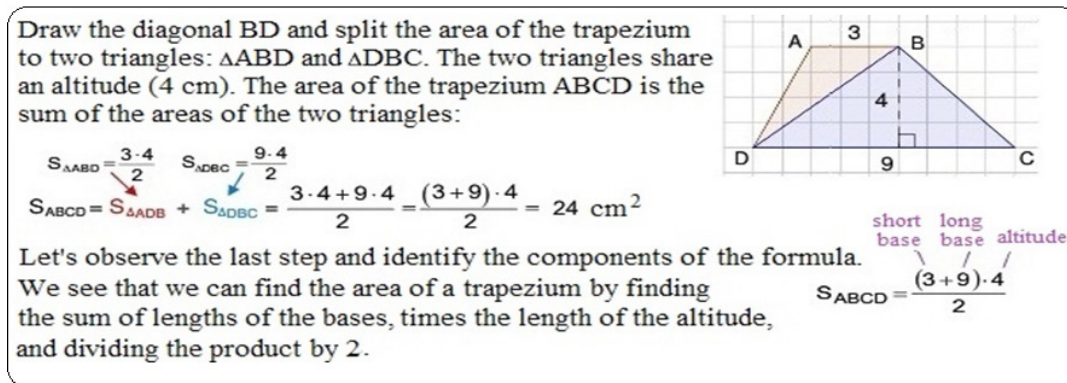 Draw the diagonal BD and split the area of the trapezium
to two triangles: ΔABD and ΔDBC. The two triangles share
an altitude (4 cm). The area of the trapezium ABCD is the
sum of the areas of the two triangles:
A 3 B
4
D 9 C
S△ABD = 3·4/2 S△DBC = 9·4/2
SABCD = S△ADB + S△DBC = 3·4+9·4/2 = (3+9)·4/2 = 24 cm²
Let's observe the last step and identify the components of the formula.
We see that we can find the area of a trapezium by finding
the sum of lengths of the bases, times the length of the altitude,
and dividing the product by 2.
short long
base base altitude
SABCD = (3+9)·4/2